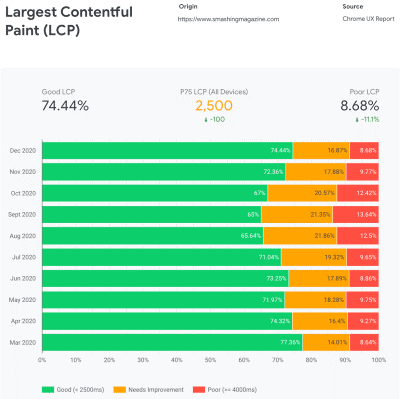 Largest Contentful
Paint (LCP)
Origin
https://www.smashingmagazine.com
Source
Chrome UX Report
Good LCP
74.44%
P75 LCP (All Devices)
2,500
-100
Poor LCP
8.68%
-11.1%
Dec 2020 74.44% 16.87% 8.68%
Nov 2020 72.36% 17.88% 9.77%
Oct 2020 67% 20.57% 12.42%
Sept 2020 65% 21.35% 13.64%
Aug 2020 65.64% 21.86% 12.5%
Jul 2020 71.04% 19.32% 9.65%
Jun 2020 73.25% 17.89% 8.86%
May 2020 71.97% 18.28% 9.75%
Apr 2020 74.32% 16.4% 9.27%
Mar 2020 77.36% 14.01% 8.64%
0% 10% 20% 30% 40% 50% 60% 70% 80% 90% 100%
Good (< 2500ms) Needs Improvement Poor (>= 4000ms)